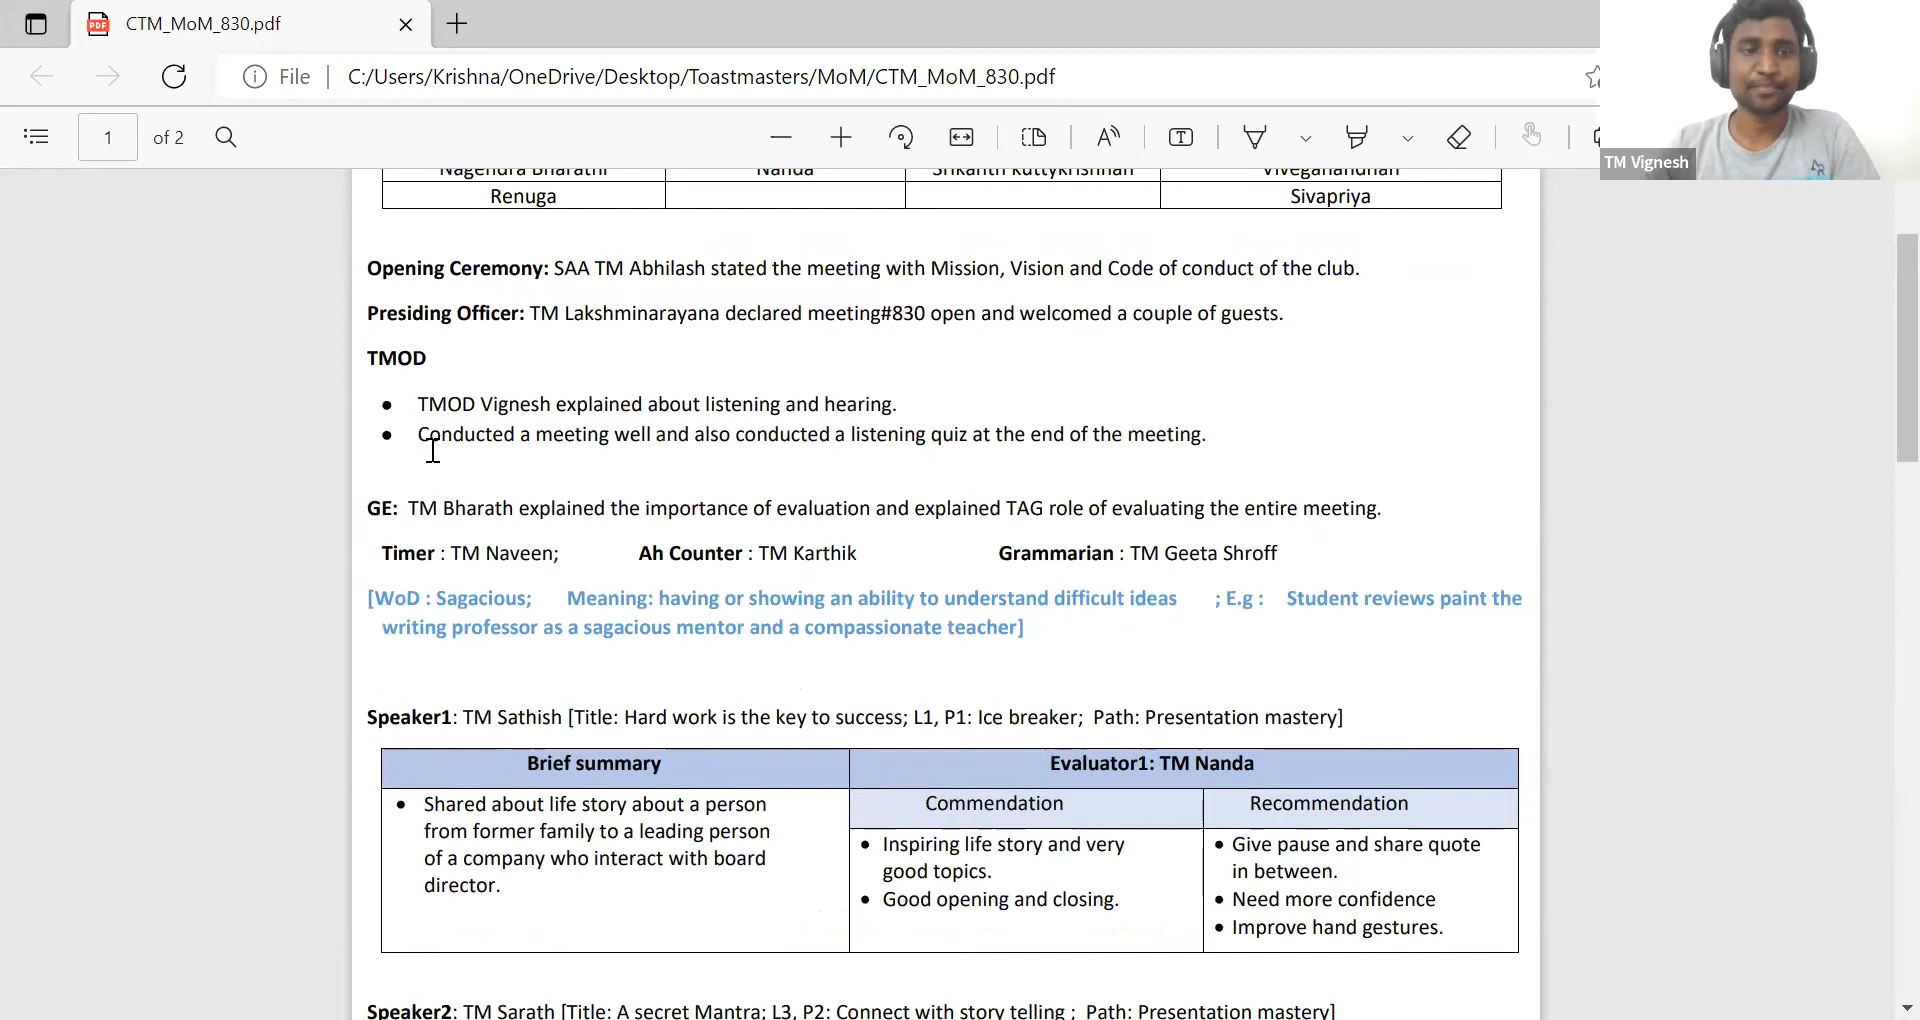 CTM_MoM_830.pdf
File
C:/Users/Krishna/OneDrive/Desktop/Toastmasters/MoM/CTM_MoM_830.pdf
1 of 2
TM Vignesh
Nagendra Bharathi Nanda Srikanth Kuttykrishnan Viveganandhan
Renuga Sivapriya
Opening Ceremony: SAA TM Abhilash stated the meeting with Mission, Vision and Code of conduct of the club.
Presiding Officer: TM Lakshminarayana declared meeting#830 open and welcomed a couple of guests.
TMOD
● TMOD Vignesh explained about listening and hearing.
● Conducted a meeting well and also conducted a listening quiz at the end of the meeting.
GE: TM Bharath explained the importance of evaluation and explained TAG role of evaluating the entire meeting.
Timer : TM Naveen; Ah Counter : TM Karthik Grammarian : TM Geeta Shroff
[WoD : Sagacious; Meaning: having or showing an ability to understand difficult ideas ; E.g : Student reviews paint the
writing professor as a sagacious mentor and a compassionate teacher]
Speaker1: TM Sathish [Title: Hard work is the key to success; L1, P1: Ice breaker; Path: Presentation mastery]
Brief summary
● Shared about life story about a person
from former family to a leading person
of a company who interact with board
director.
Evaluator1: TM Nanda
Commendation
● Inspiring life story and very
good topics.
● Good opening and closing.
Recommendation
● Give pause and share quote
in between.
● Need more confidence
● Improve hand gestures.
Speaker2: TM Sarath [Title: A secret Mantra; L3, P2: Connect with story telling ; Path: Presentation mastery]